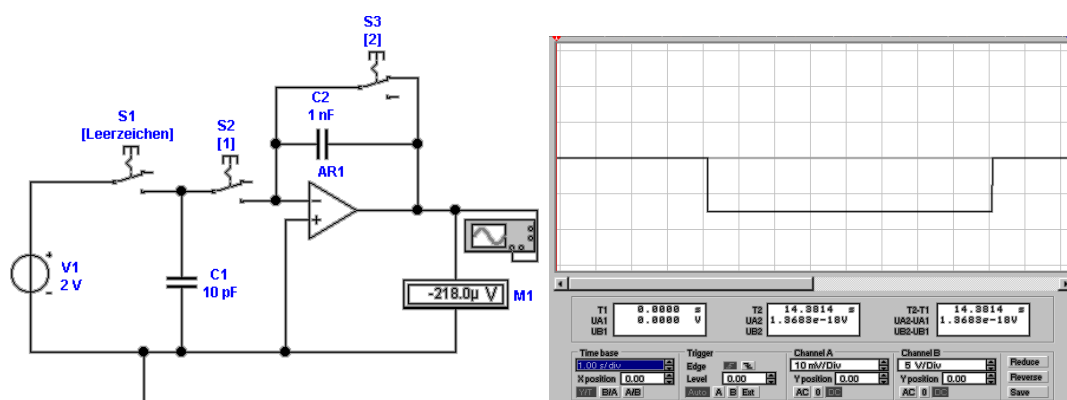 S3
[2]
C2
1 nF
S1
[Leerzeichen]
S2
[1]
AR1
V1
2 V
C1
10 pF
-218.0µ V
M1
T1 0.0000 s
UA1 0.0000 V
UB1
T2 14.3814 s
UA2 1.3683e-18V
UB2
T2-T1 14.3814 s
UA2-UA1 1.3683e-18V
UB2-UB1
Time base
1.00 s/div
X position 0.00
Y/T B/A A/B
Trigger
Edge
Level 0.00
Auto A B Ext
Channel A
10 mV/Div
Y position 0.00
AC 0 DC
Channel B
5 V/Div
Y position 0.00
AC 0 DC
Reduce
Reverse
Save